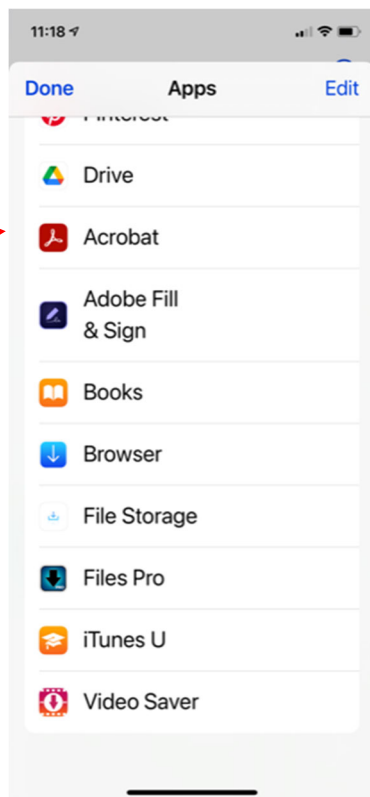 11:18
Done Apps Edit
Pinterest
Drive
Acrobat
Adobe Fill
& Sign
Books
Browser
File Storage
Files Pro
iTunes U
Video Saver